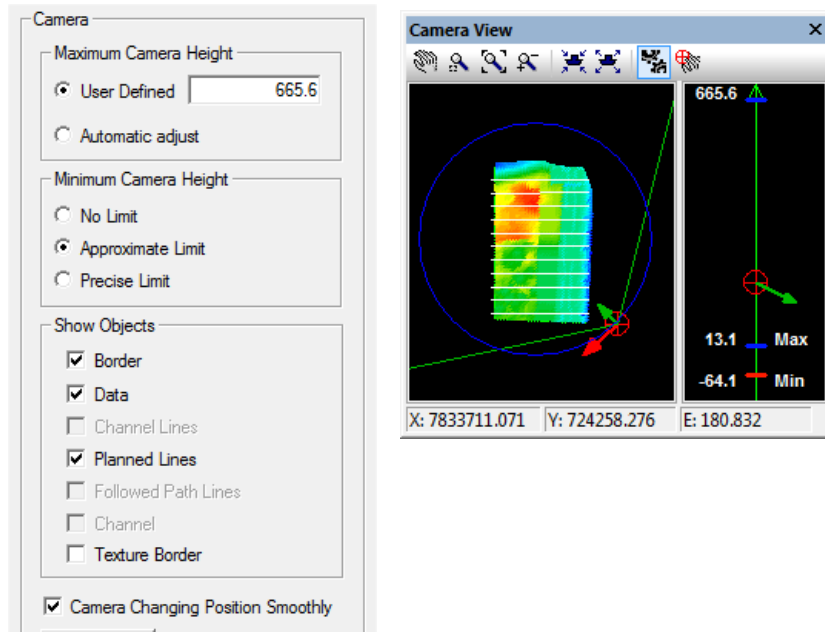 Camera
Maximum Camera Height
User Defined 665.6
Automatic adjust
Minimum Camera Height
No Limit
Approximate Limit
Precise Limit
Show Objects
Border
Data
Channel Lines
Planned Lines
Followed Path Lines
Channel
Texture Border
Camera Changing Position Smoothly
Camera View
665.6
13.1 Max
-64.1 Min
X: 7833711.071 Y: 724258.276 E: 180.832